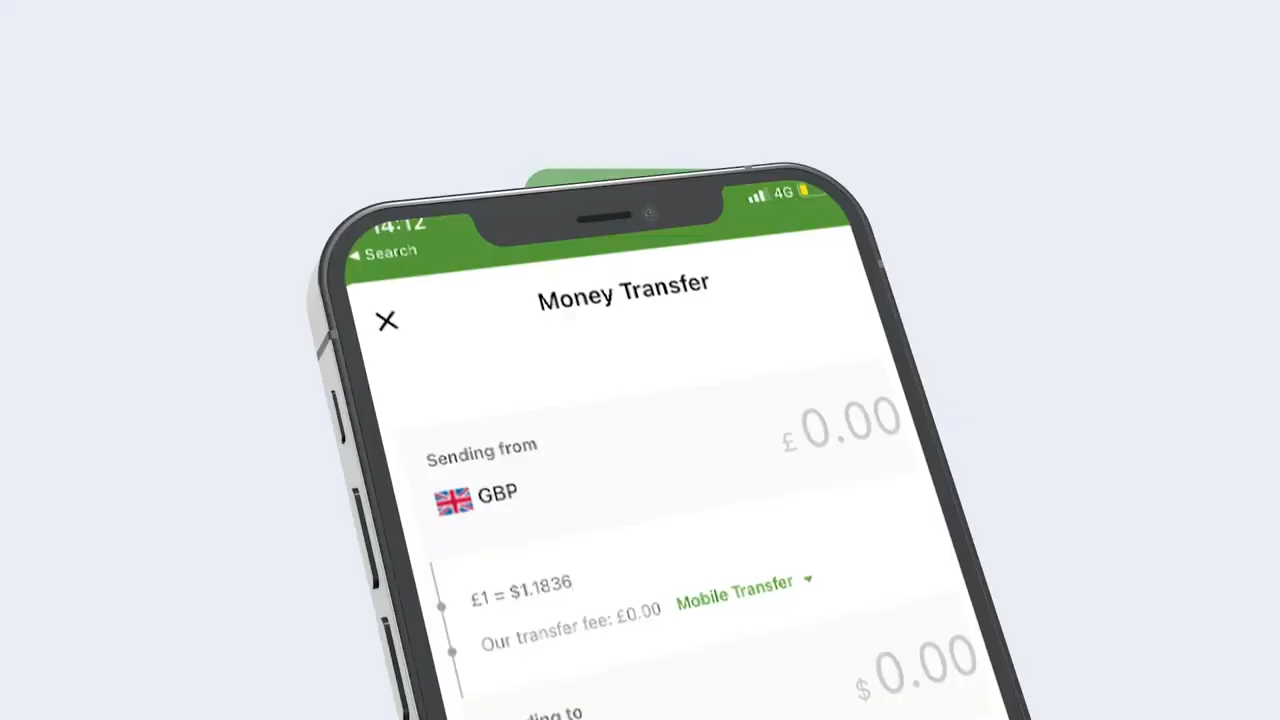 14:12
4G
Search
Money Transfer
£ 0.00
Sending from
GBP
£1 = $1.1836
Our transfer fee: £0.00 Mobile Transfer
$ 0.00
to